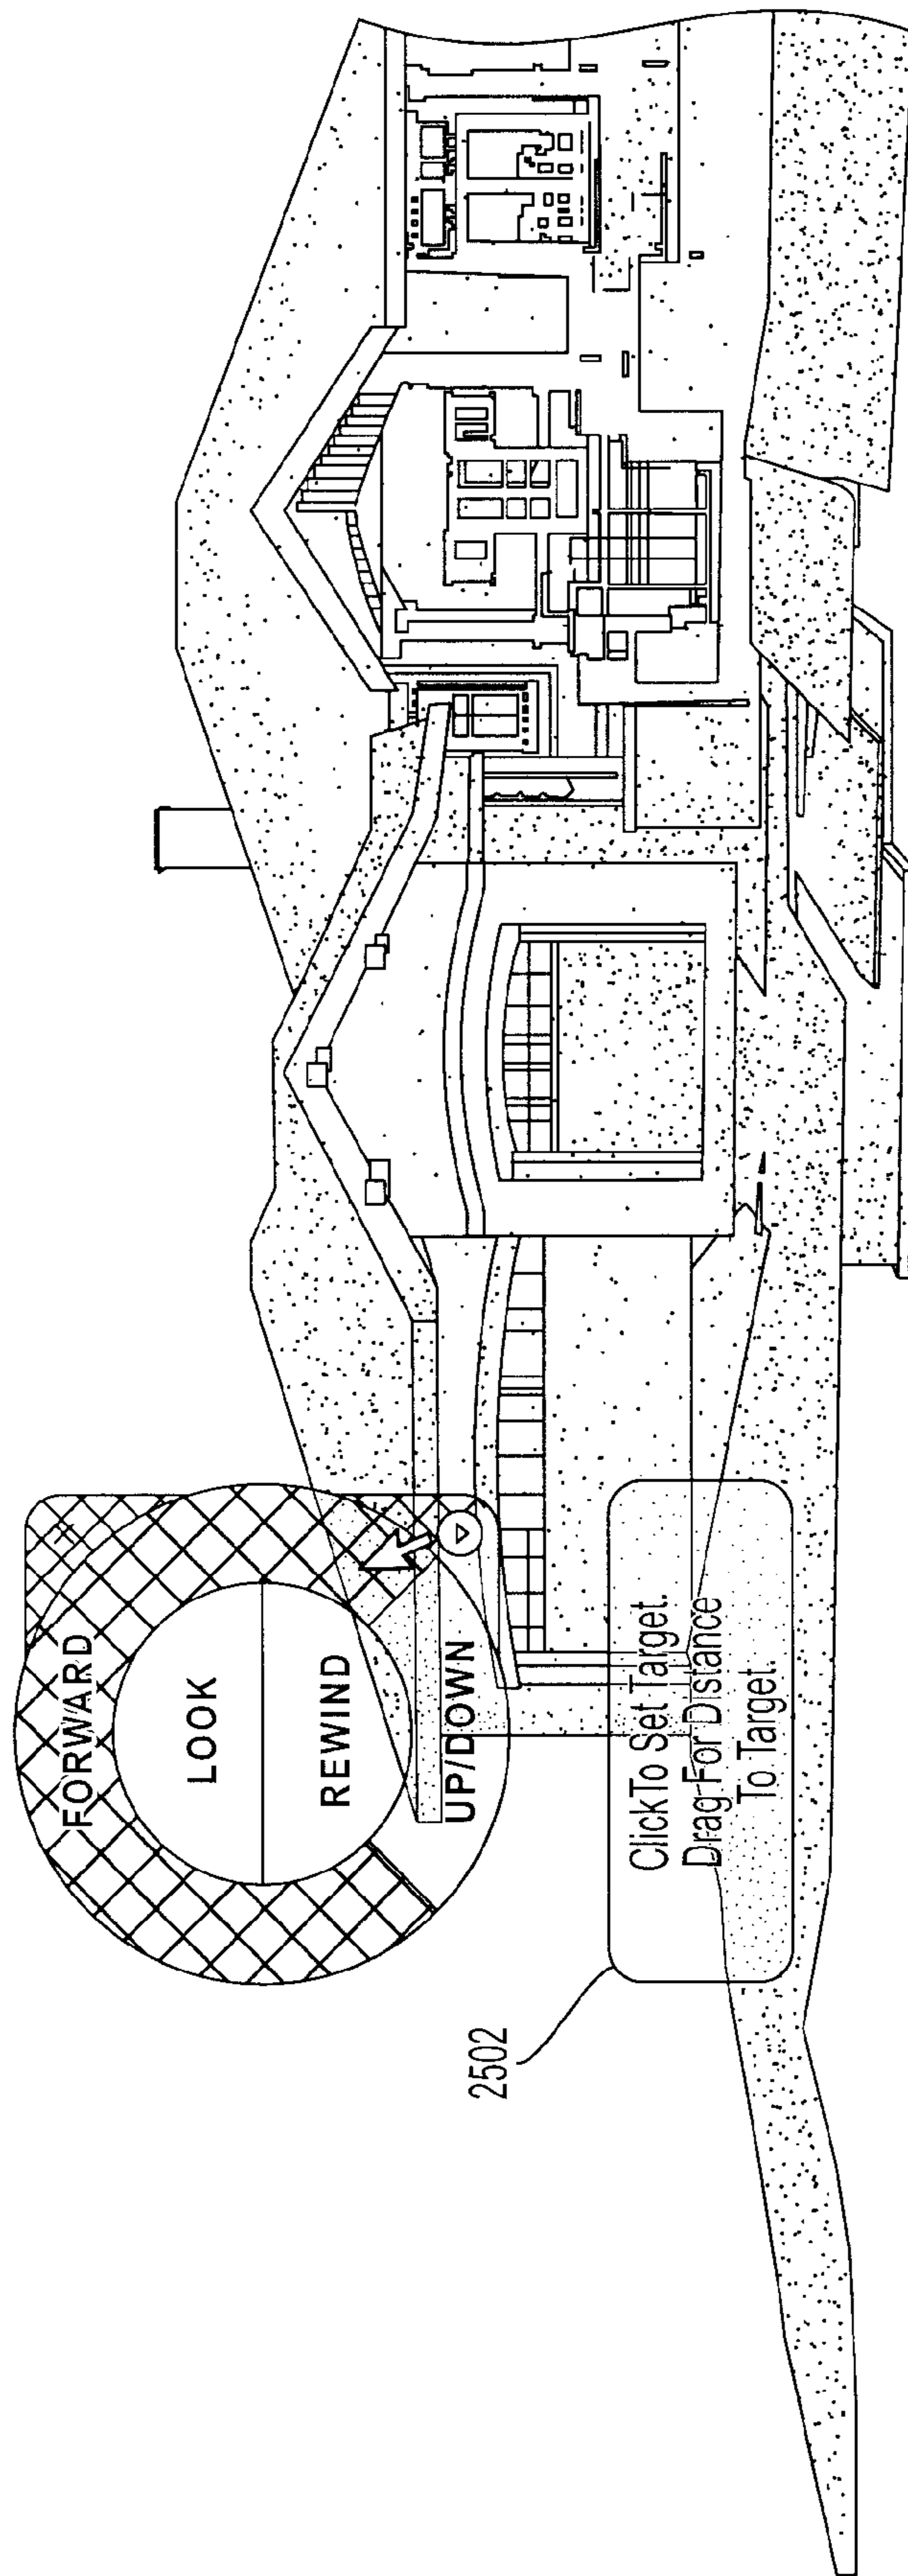 FORWARD
LOOK
REWIND
UP/DOWN
2502
ClickTo Set Target.
Drag For Distance
To Target.